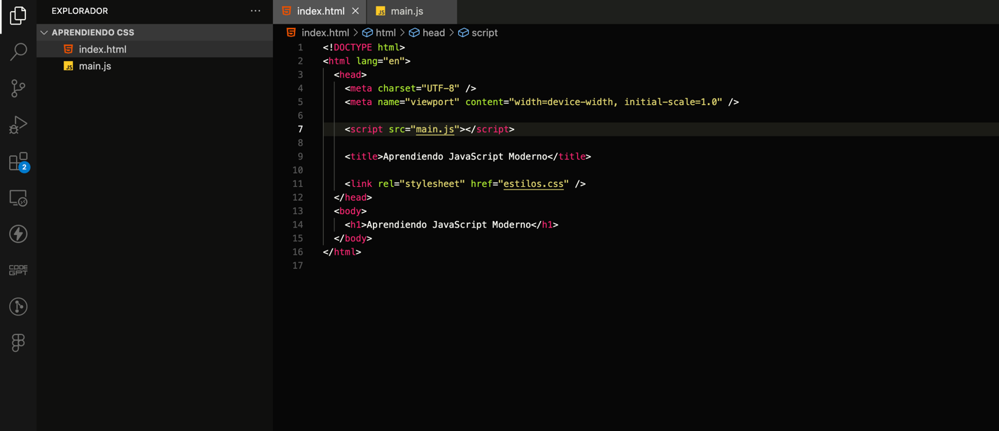 EXPLORADOR
APRENDIENDO CSS
index.html
main.js
2
CODE
GPT
index.html
main.js
index.html > html > head > script
1 <!DOCTYPE html>
2 <html lang="en">
3 <head>
4 <meta charset="UTF-8" />
5 <meta name="viewport" content="width=device-width, initial-scale=1.0" />
6
7 <script src="main.js"></script>
8
9 <title>Aprendiendo JavaScript Moderno</title>
10
11 <link rel="stylesheet" href="estilos.css" />
12 </head>
13 <body>
14 <h1>Aprendiendo JavaScript Moderno</h1>
15 </body>
16 </html>
17